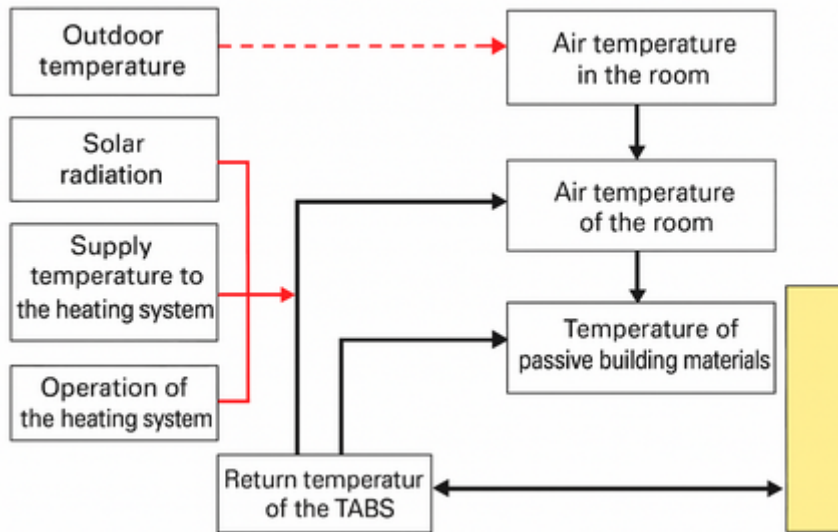 Outdoor
temperature
Air temperature
in the room
Solar
radiation
Air temperature
of the room
Supply
temperature to
the heating system
Temperature of
passive building materials
Operation of
the heating system
Return temperatur
of the TABS